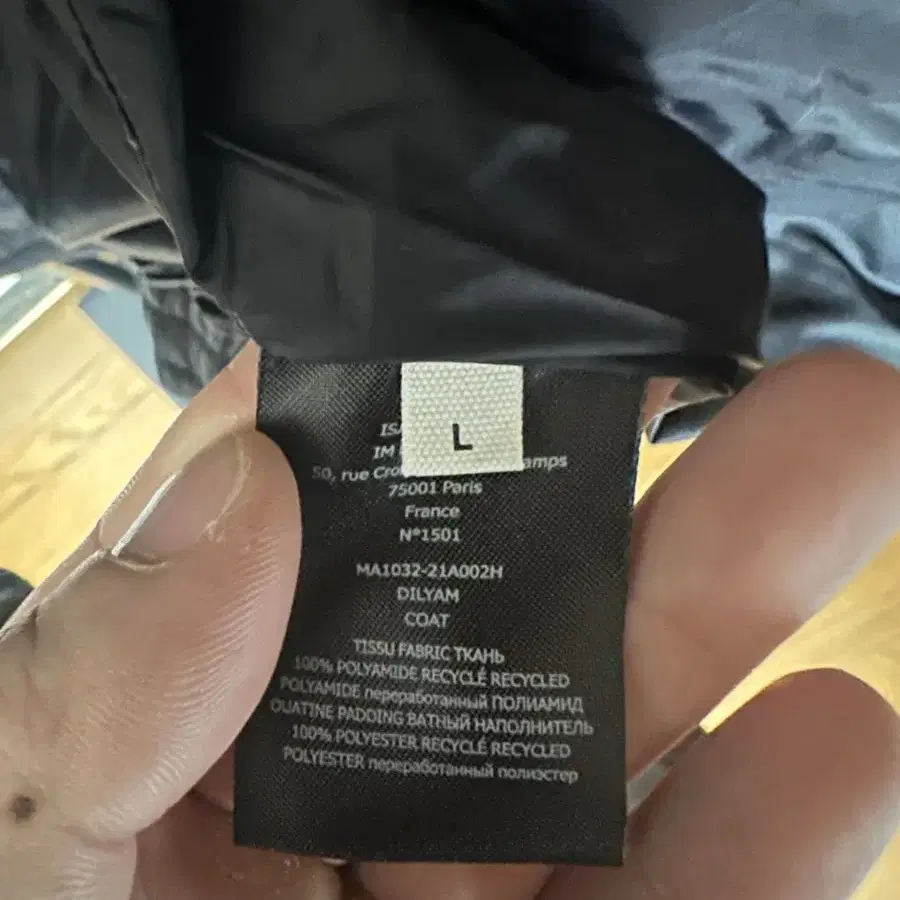 L
IM
50, rue Cro amps
75001 Paris
France
N°1501
MA1032-21A002H
DILYAM
COAT
TISSU FABRIC ТКАНЬ
100% POLYAMIDE RECYCLÉ RECYCLED
POLYAMIDE переработанный ПОЛИАМИД
OUATINE PADDING ВАТНЫЙ НАПОЛНИТЕЛЬ
100% POLYESTER RECYCLÉ RECYCLED
POLYESTER переработанный полиэстер